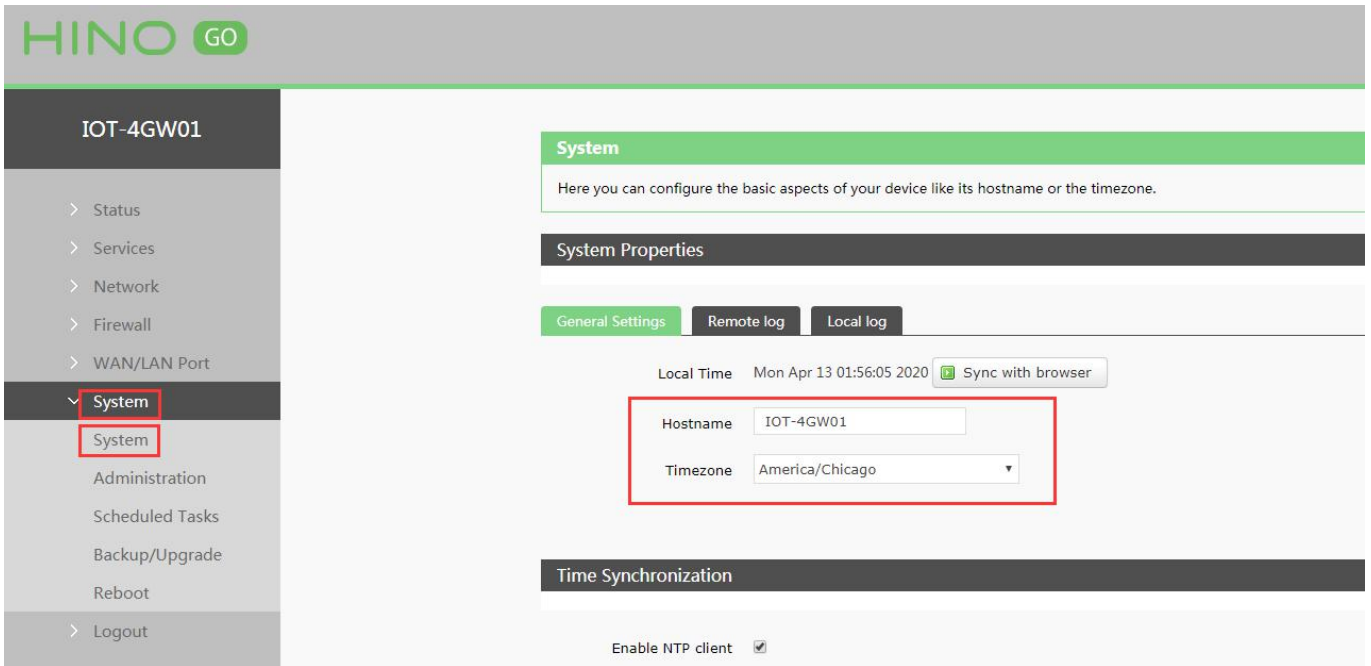 HINO GO
IOT-4GW01
Status
Services
Network
Firewall
WAN/LAN Port
System
System
Administration
Scheduled Tasks
Backup/Upgrade
Reboot
Logout
System
Here you can configure the basic aspects of your device like its hostname or the timezone.
System Properties
General Settings Remote log Local log
Local Time Mon Apr 13 01:56:05 2020 Sync with browser
Hostname IOT-4GW01
Timezone America/Chicago
Time Synchronization
Enable NTP client